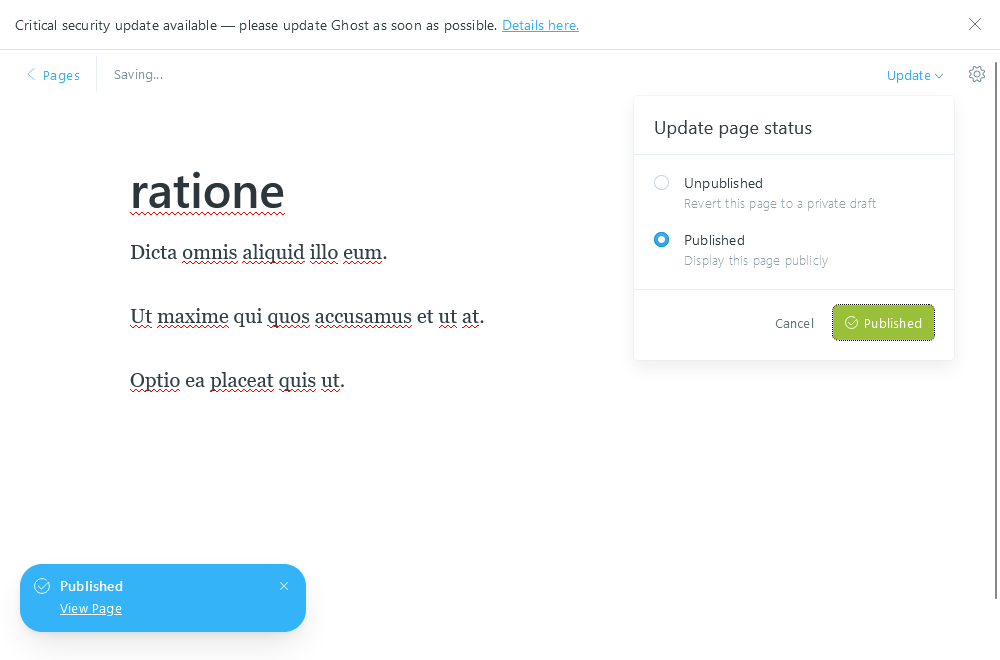 Critical security update available — please update Ghost as soon as possible. Details here.
Pages
Saving...
Update
Update page status
Unpublished
Revert this page to a private draft
Published
Display this page publicly
Cancel
Published
ratione
Dicta omnis aliquid illo eum.
Ut maxime qui quos accusamus et ut at.
Optio ea placeat quis ut.
Published
View Page